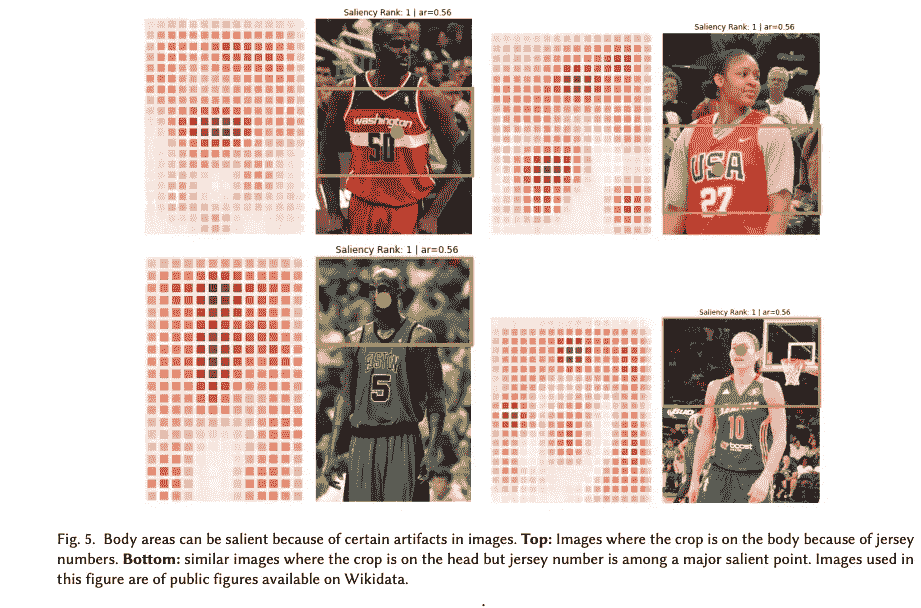 Saliency Rank: 1 | ar=0.56
Saliency Rank: 1 | ar=0.56
washington
50
USA
27
Saliency Rank: 1 | ar=0.56
Saliency Rank: 1 | ar=0.56
5
10
boost
Fig. 5. Body areas can be salient because of certain artifacts in images. Top: Images where the crop is on the body because of jersey
numbers. Bottom: similar images where the crop is on the head but jersey number is among a major salient point. Images used in
this figure are of public figures available on Wikidata.